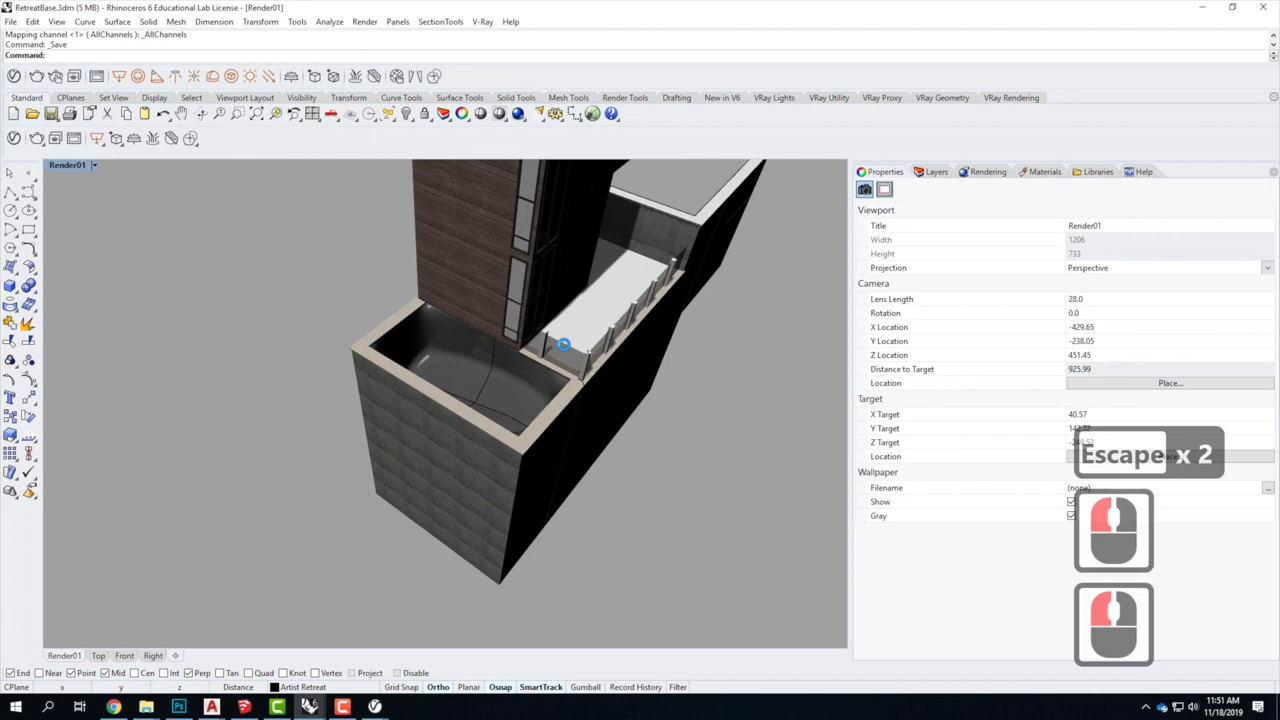 RetreatBase.3dm (5 MB) - Rhinoceros 6 Educational Lab License - [Render01]
File Edit View Curve Surface Solid Mesh Dimension Transform Tools Analyze Render Panels SectionTools V-Ray Help
Mapping channel <1> ( AllChannels ): _AllChannels
Command: _Save
Command:
Standard CPlanes Set View Display Select Viewport Layout Visibility Transform Curve Tools Surface Tools Solid Tools Mesh Tools Render Tools Drafting New in V6 VRay Lights VRay Utility VRay Proxy VRay Geometry VRay Rendering
Render01
Properties Layers Rendering Materials Libraries Help
Viewport
Title Render01
Width 1206
Height 733
Projection Perspective
Camera
Lens Length 28.0
Rotation 0.0
X Location -429.65
Y Location -238.05
Z Location 451.45
Distance to Target 925.99
Location Place...
Target
X Target 40.57
Y Target
Z Target
Location
Escape x 2
Wallpaper
Filename (none) ...
Show
Gray
Render01 Top Front Right
End Near Point Mid Cen Int Perp Tan Quad Knot Vertex Project Disable
CPlane x y z Distance Artist Retreat Grid Snap Ortho Planar Osnap SmartTrack Gumball Record History Filter
11:51 AM
11/18/2019